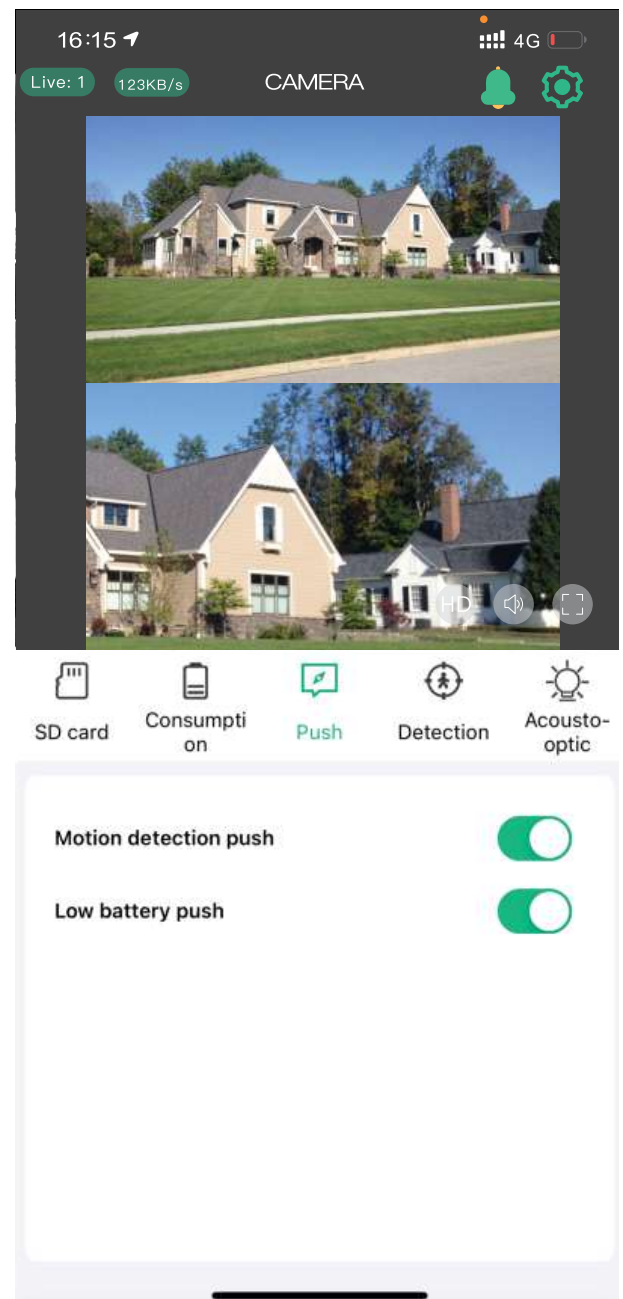 16:15 4G
Live: 1 123KB/s CAMERA
HD
SD card
Consumpti
on
Push
Detection
Acousto-
optic
Motion detection push
Low battery push